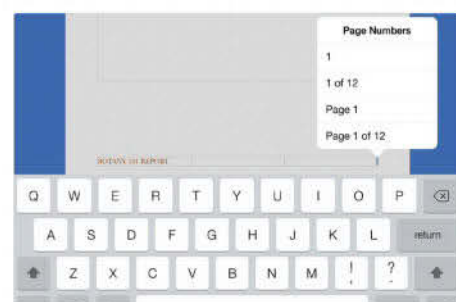 Page Numbers
1
1 of 12
Page 1
Page 1 of 12
BOTANY 101 REPORT
Q W E R T Y U I O P
A S D F G H J K L return
Z X C V B N M ! , ? .